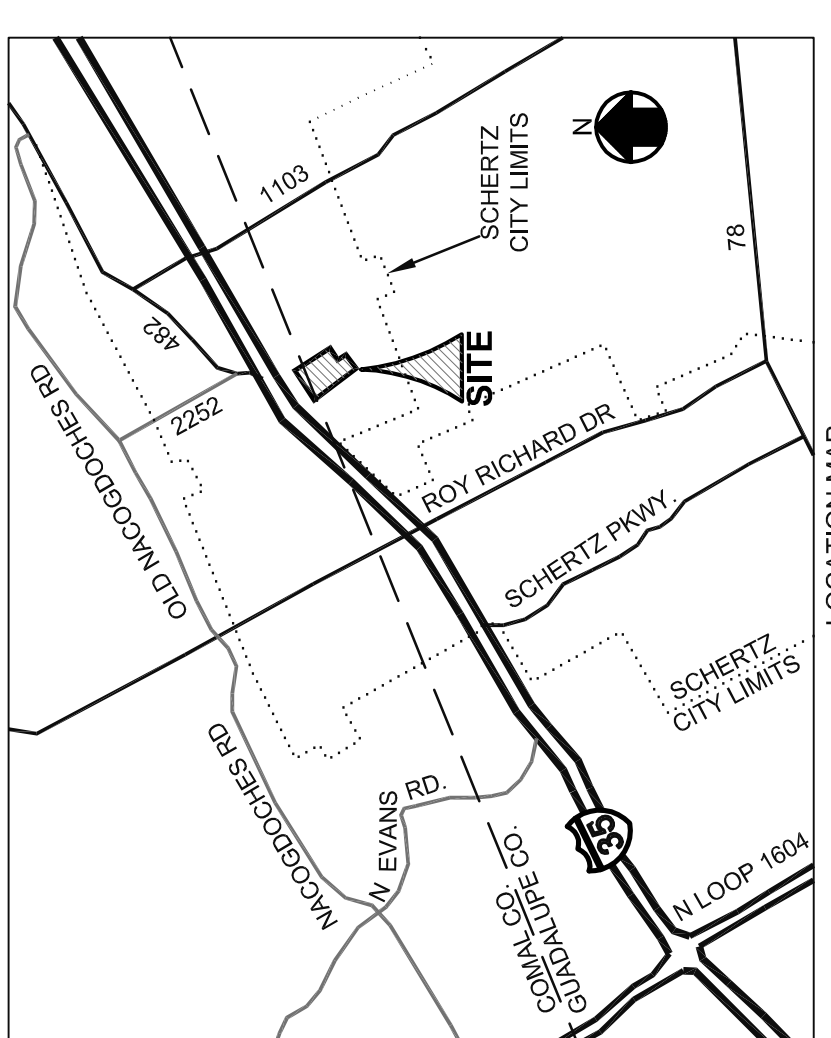 1103
SCHERTZ
CITY LIMITS
N
78
482
2252
OLD NACOGDOCHES RD
SITE
ROY RICHARD DR
SCHERTZ PKWY.
SCHERTZ
CITY LIMITS
NACOGDOCHES RD
N EVANS RD.
COMAL CO.
GUADALUPE CO.
35
N LOOP 1604
LOCATION MAP